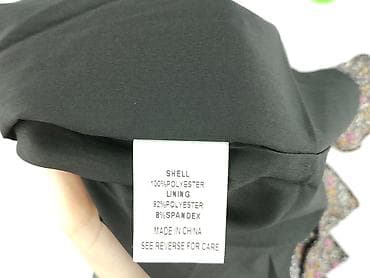 SHELL
100%POLYESTER
LINING
92%POLYESTER
8%SPANDEX
MADE IN CHINA
SEE REVERSE FOR CARE